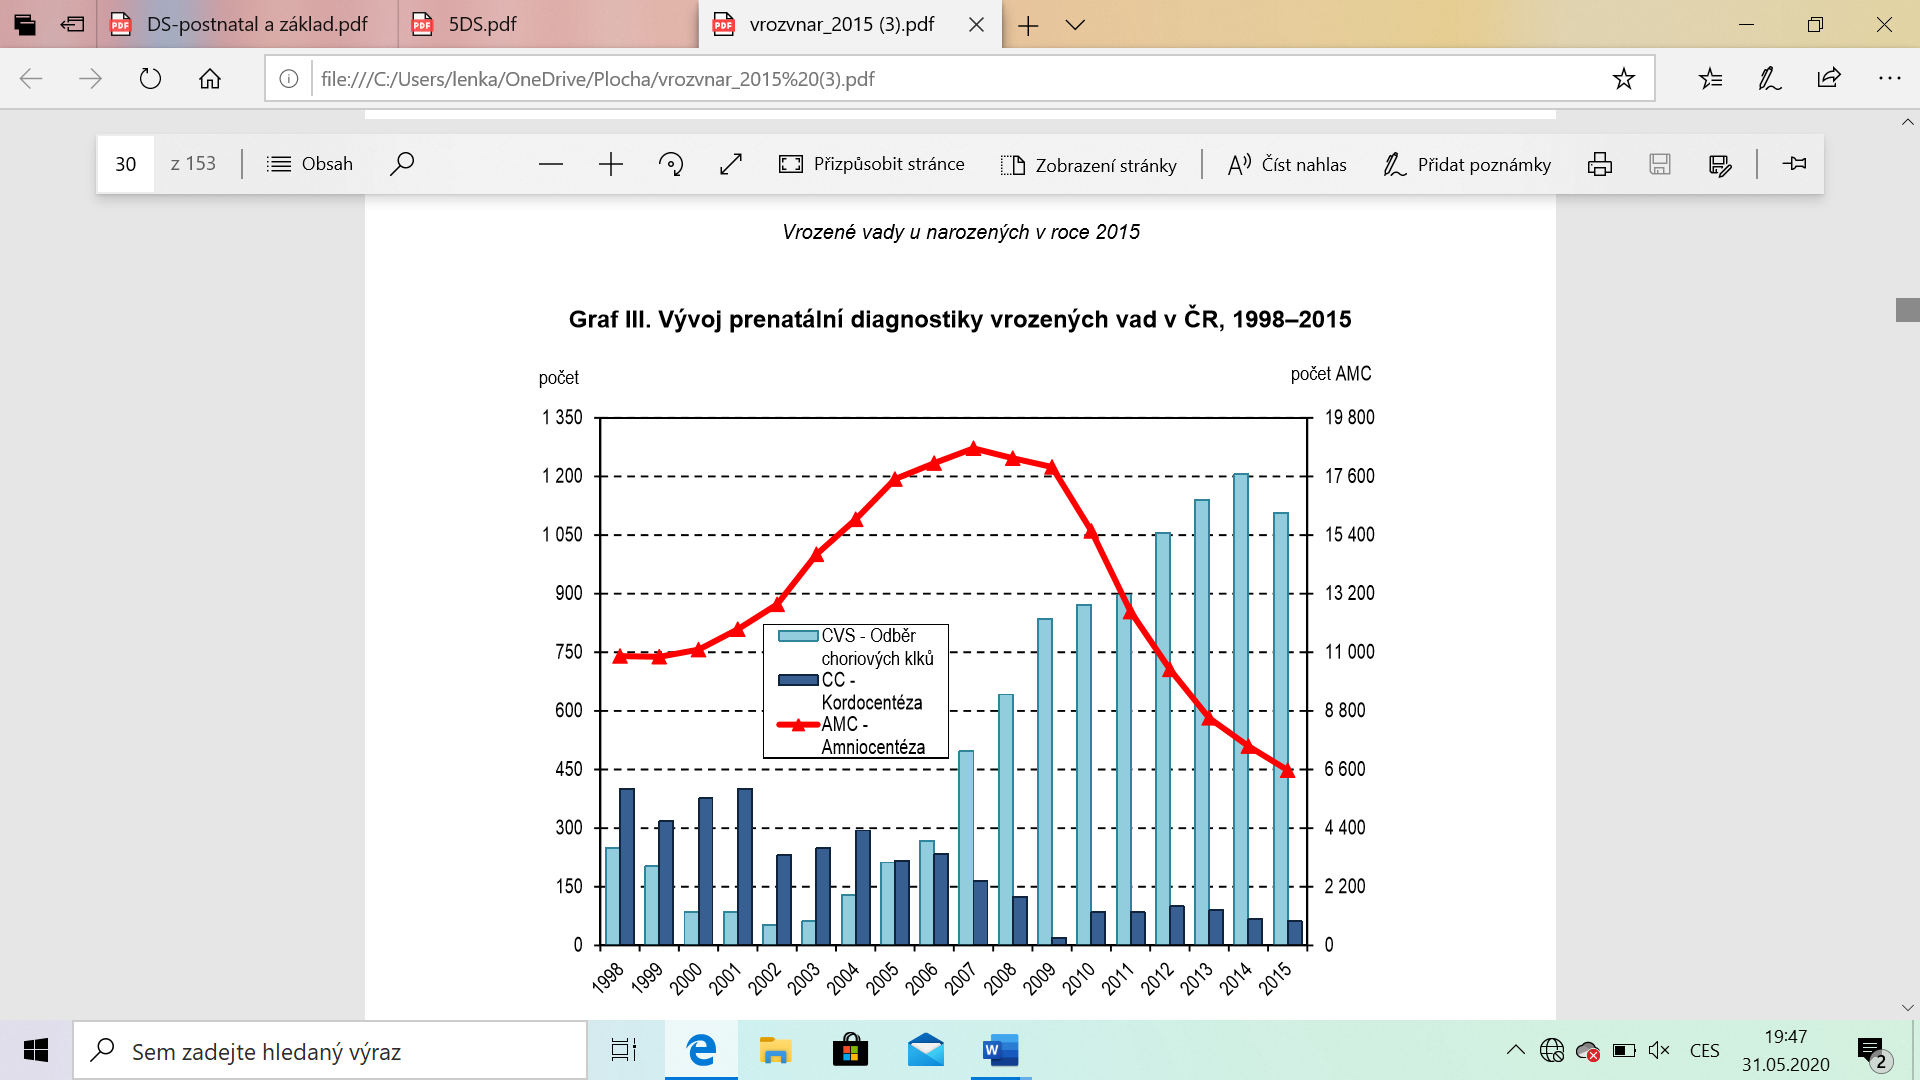 DS-postnatal a základ.pdf
5DS.pdf
vrozvnar_2015 (3).pdf
file:///C:/Users/lenka/OneDrive/Plocha/vrozvnar_2015%20(3).pdf
30 z 153 Obsah Přizpůsobit stránce Zobrazení stránky Číst nahlas Přidat poznámky
Vrozené vady u narozených v roce 2015
Graf III. Vývoj prenatální diagnostiky vrozených vad v ČR, 1998–2015
počet
počet AMC
1 350
1 200
1 050
900
750
600
450
300
150
0
19 800
17 600
15 400
13 200
11 000
8 800
6 600
4 400
2 200
0
CVS - Odběr
choriových klků
CC -
Kordocentéza
AMC -
Amniocentéza
1998 1999 2000 2001 2002 2003 2004 2005 2006 2007 2008 2009 2010 2011 2012 2013 2014 2015
Sem zadejte hledaný výraz
W
CES
19:47
31.05.2020
2